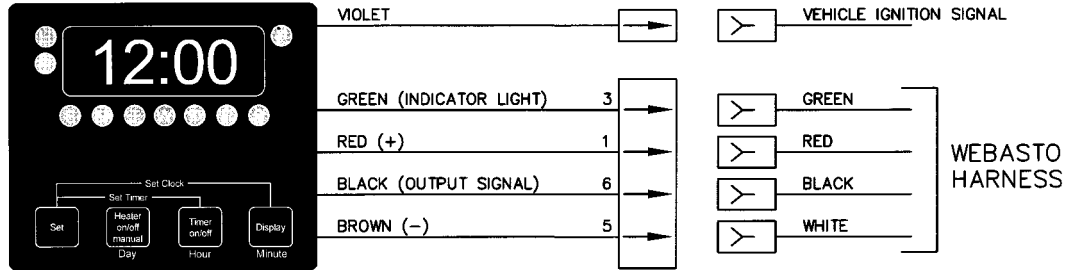 12:00
Set Clock
Set Timer
Set
Heater on/off manual
Timer on/off
Display
Day
Hour
Minute
VIOLET
VEHICLE IGNITION SIGNAL
GREEN (INDICATOR LIGHT) 3
GREEN
RED (+) 1
RED
BLACK (OUTPUT SIGNAL) 6
BLACK
BROWN (−) 5
WHITE
WEBASTO
HARNESS